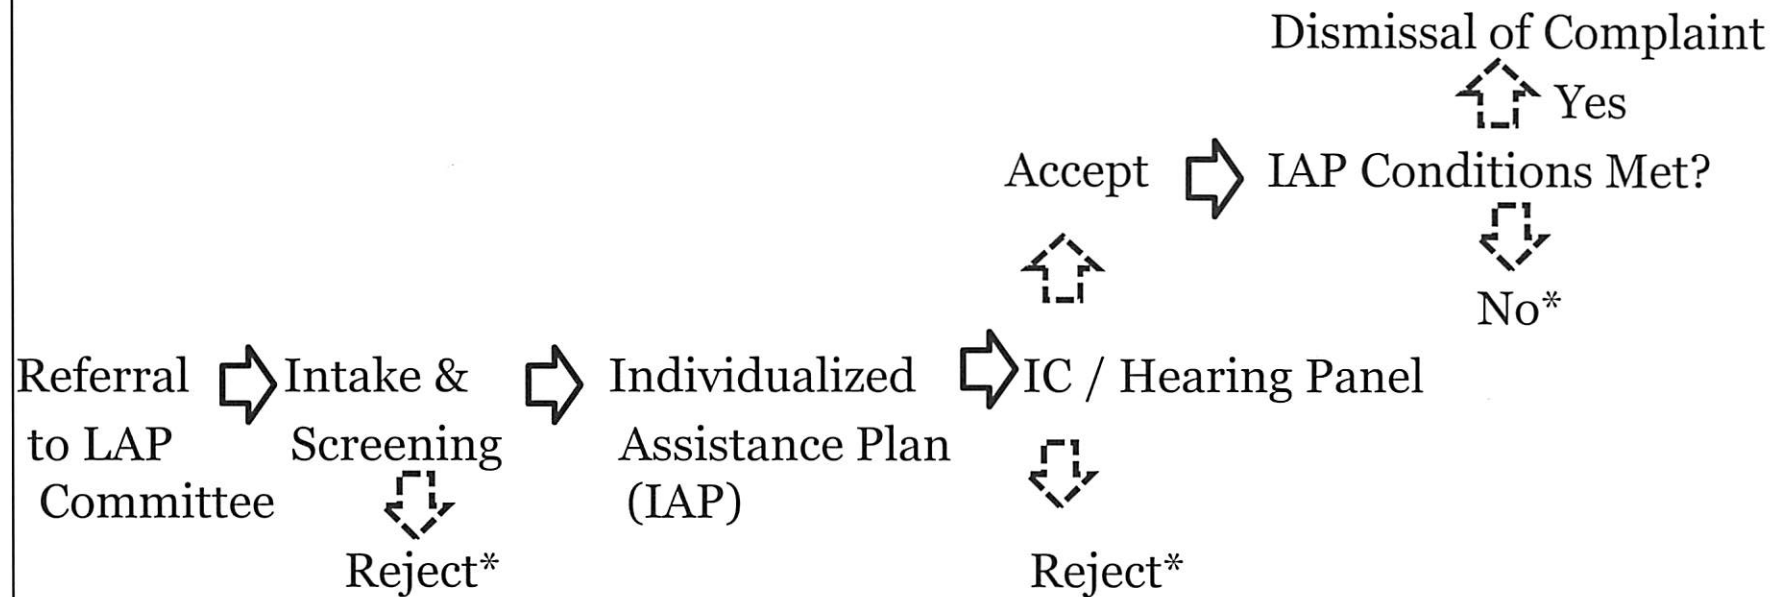 Dismissal of Complaint
Yes
Accept
IAP Conditions Met?
No*
Referral
to LAP
Committee
Intake &
Screening
Reject*
Individualized
Assistance Plan
(IAP)
IC / Hearing Panel
Reject*